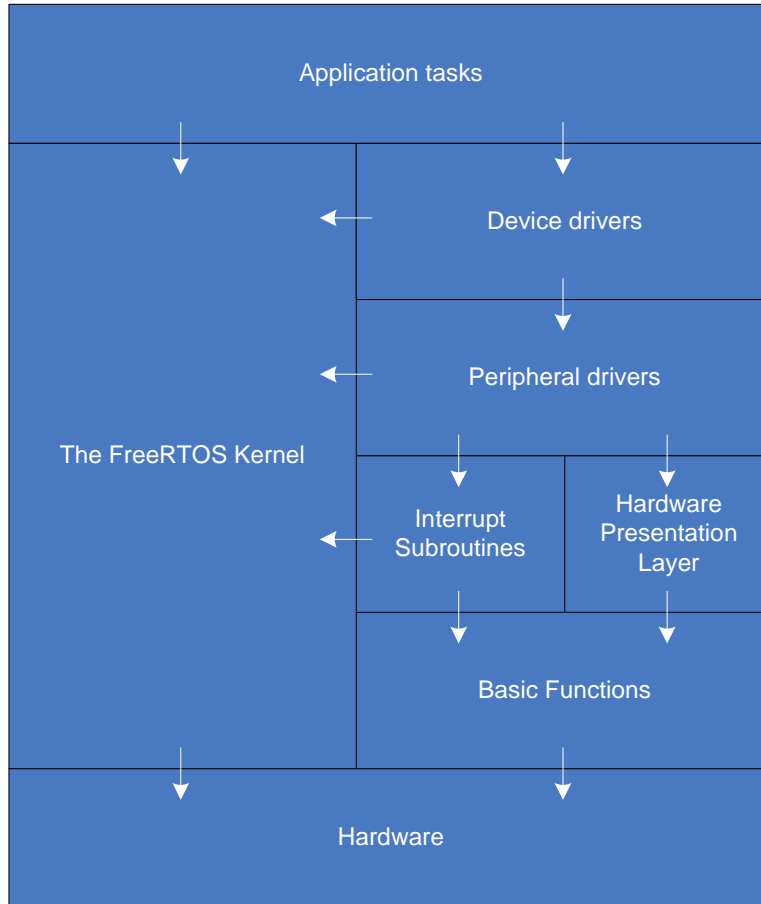 Application tasks
Device drivers
Peripheral drivers
The FreeRTOS Kernel
Interrupt
Subroutines
Hardware
Presentation
Layer
Basic Functions
Hardware